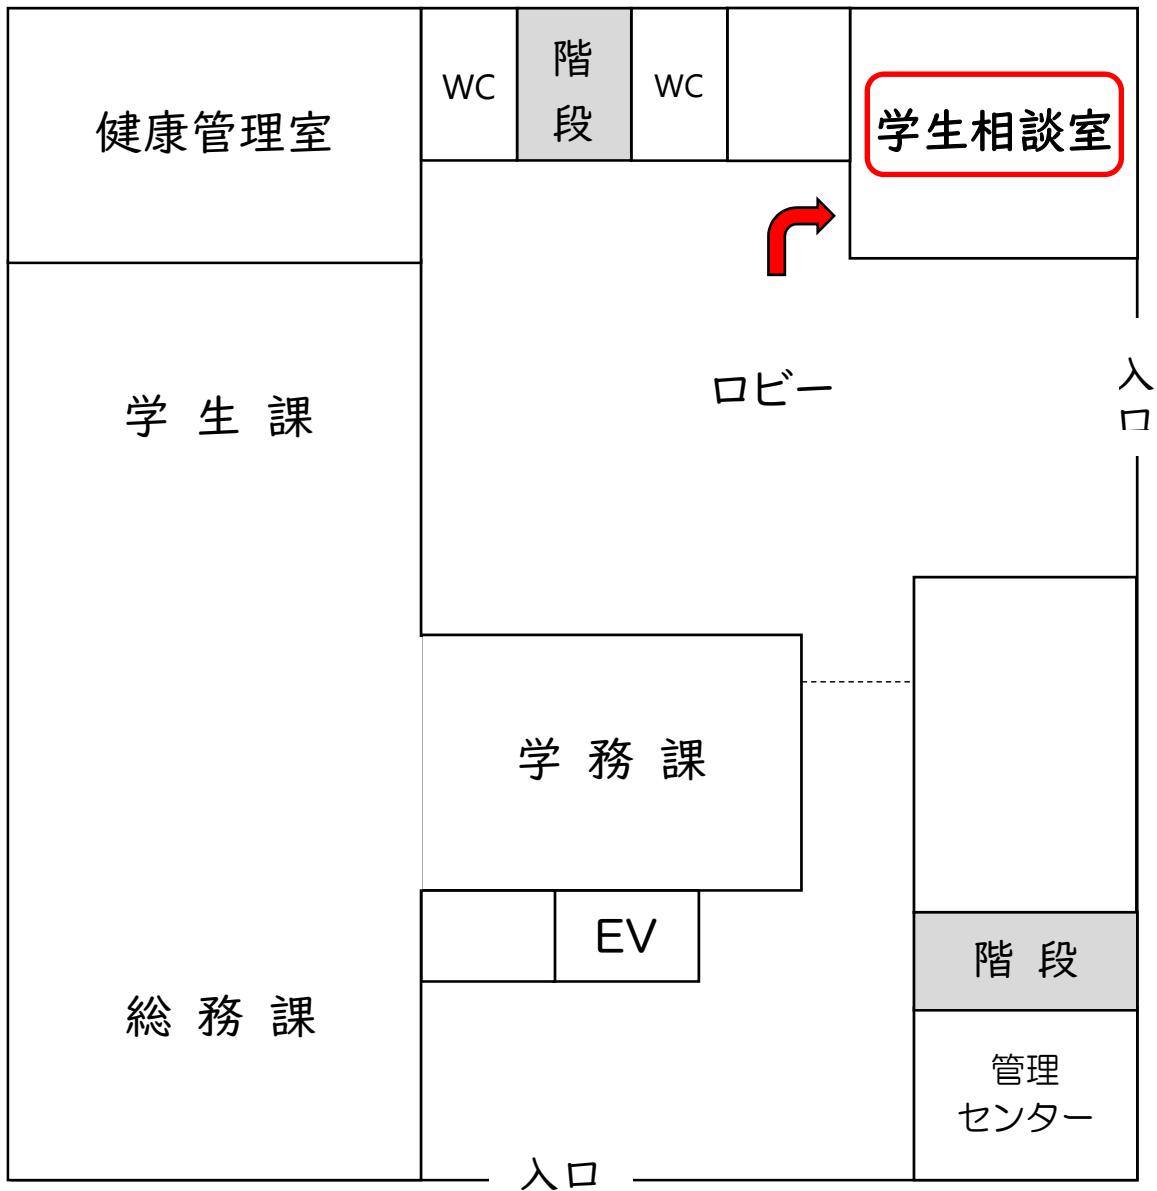 WC
階
段
WC
健康管理室
学生相談室
ロビー
入
口
学 生 課
学 務 課
EV
階 段
総 務 課
管理
センター
入口